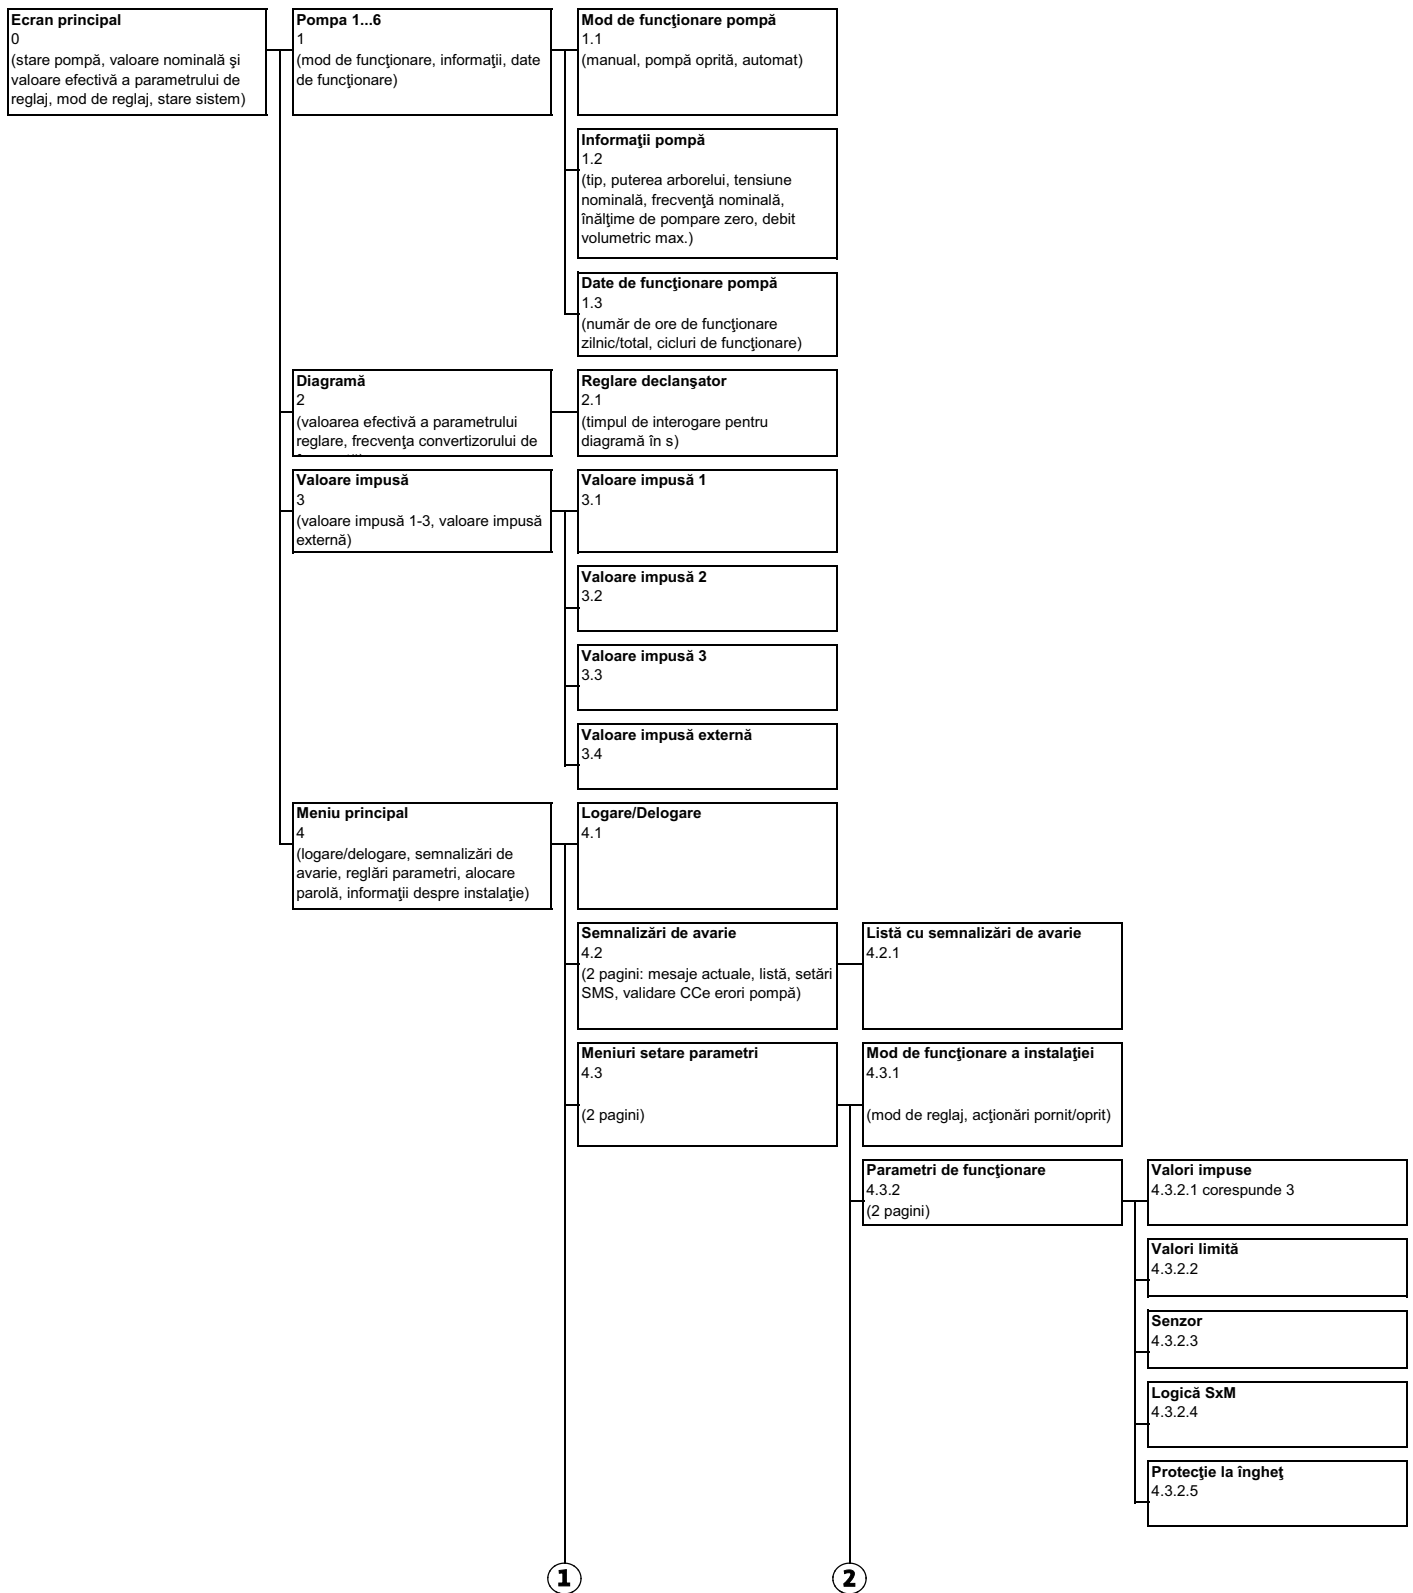 Ecran principal
0
(stare pompă, valoare nominală şi
valoare efectivă a parametrului de
reglaj, mod de reglaj, stare sistem)
Pompa 1...6
1
(mod de funcţionare, informaţii, date
de funcţionare)
Mod de funcţionare pompă
1.1
(manual, pompă oprită, automat)
Informaţii pompă
1.2
(tip, puterea arborelui, tensiune
nominală, frecvenţă nominală,
înălţime de pompare zero, debit
volumetric max.)
Date de funcţionare pompă
1.3
(număr de ore de funcţionare
zilnic/total, cicluri de funcţionare)
Diagramă
2
(valoarea efectivă a parametrului
reglare, frecvenţa convertizorului de
Reglare declanşator
2.1
(timpul de interogare pentru
diagramă în s)
Valoare impusă
3
(valoare impusă 1-3, valoare impusă
externă)
Valoare impusă 1
3.1
Valoare impusă 2
3.2
Valoare impusă 3
3.3
Valoare impusă externă
3.4
Meniu principal
4
(logare/delogare, semnalizări de
avarie, reglări parametri, alocare
parolă, informaţii despre instalaţie)
Logare/Delogare
4.1
Semnalizări de avarie
4.2
(2 pagini: mesaje actuale, listă, setări
SMS, validare CCe erori pompă)
Listă cu semnalizări de avarie
4.2.1
Meniuri setare parametri
4.3
(2 pagini)
Mod de funcţionare a instalaţiei
4.3.1
(mod de reglaj, acţionări pornit/oprit)
Parametri de funcţionare
4.3.2
(2 pagini)
Valori impuse
4.3.2.1 corespunde 3
Valori limită
4.3.2.2
Senzor
4.3.2.3
Logică SxM
4.3.2.4
Protecţie la îngheţ
4.3.2.5
1
2